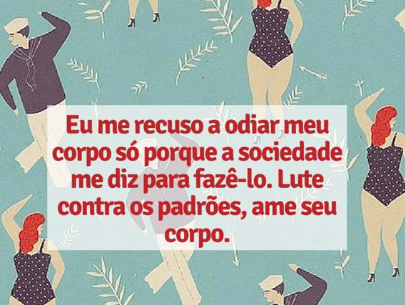 Eu me recuso a odiar meu
corpo só porque a sociedade
me diz para fazê-lo. Lute
contra os padrões, ame seu
corpo.